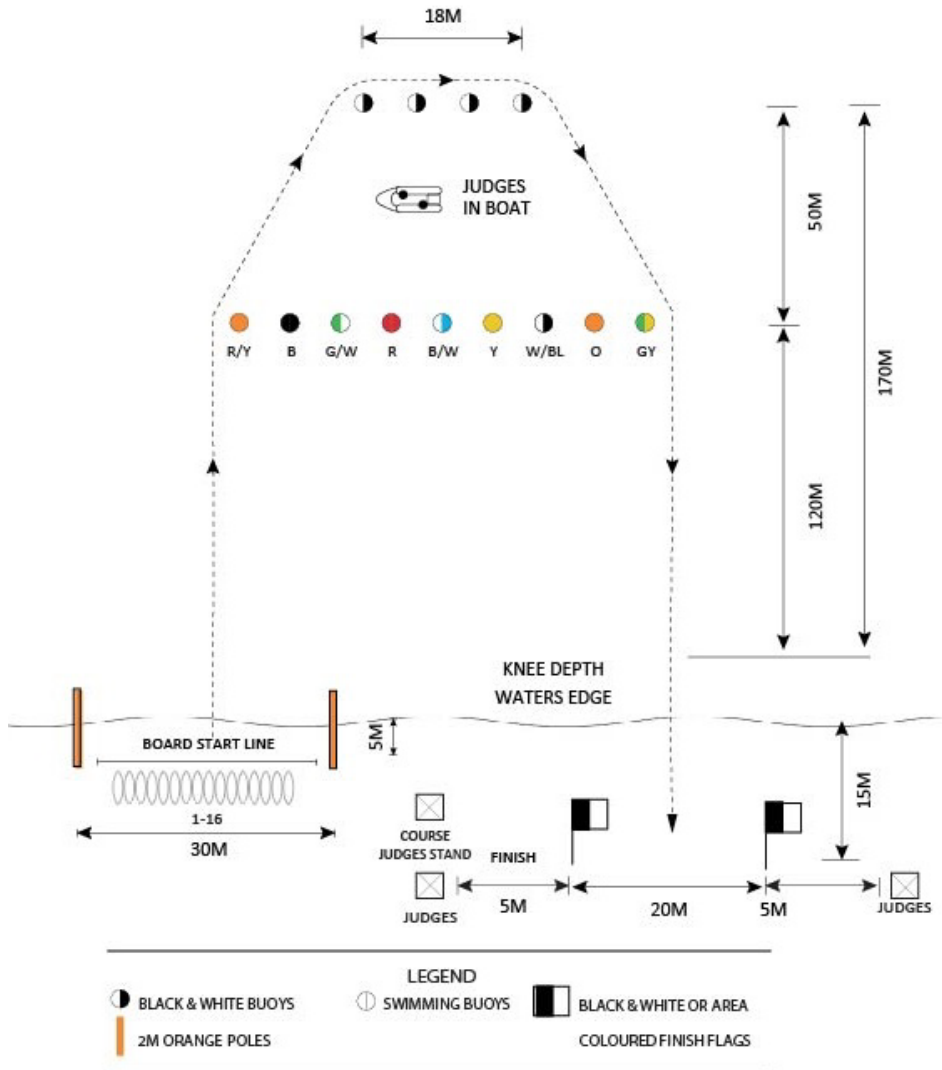 18M
JUDGES
IN BOAT
50M
170M
R/Y B G/W R B/W Y W/BL O GY
120M
KNEE DEPTH
WATERS EDGE
5M
BOARD START LINE
15M
1-16
30M
COURSE
JUDGES STAND
FINISH
JUDGES
5M
20M
5M
JUDGES
LEGEND
BLACK & WHITE BUOYS
SWIMMING BUOYS
BLACK & WHITE OR AREA
2M ORANGE POLES
COLOURED FINISH FLAGS